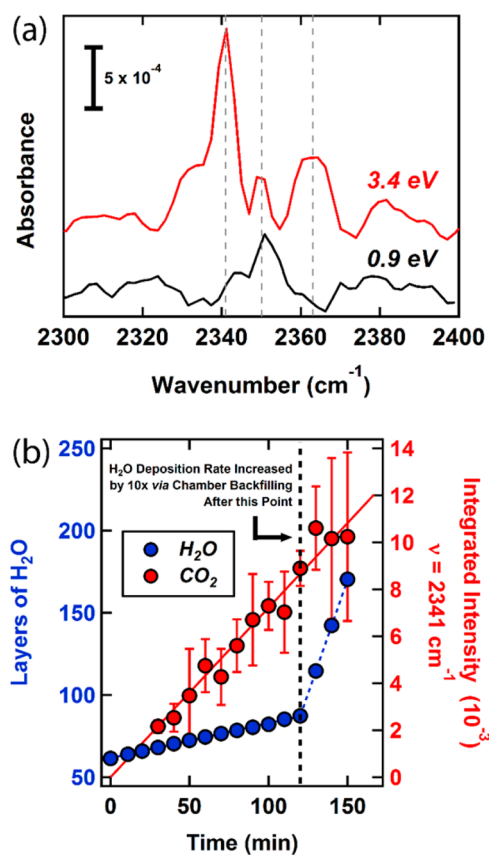 (a)
5 x 10⁻⁴
Absorbance
3.4 eV
0.9 eV
2300 2320 2340 2360 2380 2400
Wavenumber (cm⁻¹)
(b)
250
200
150
100
50
Layers of H₂O
H₂O Deposition Rate Increased
by 10x via Chamber Backfilling
After this Point
H₂O
CO₂
14
12
10
8
6
4
2
0
Integrated Intensity
ν = 2341 cm⁻¹ (10⁻³)
0 50 100 150
Time (min)